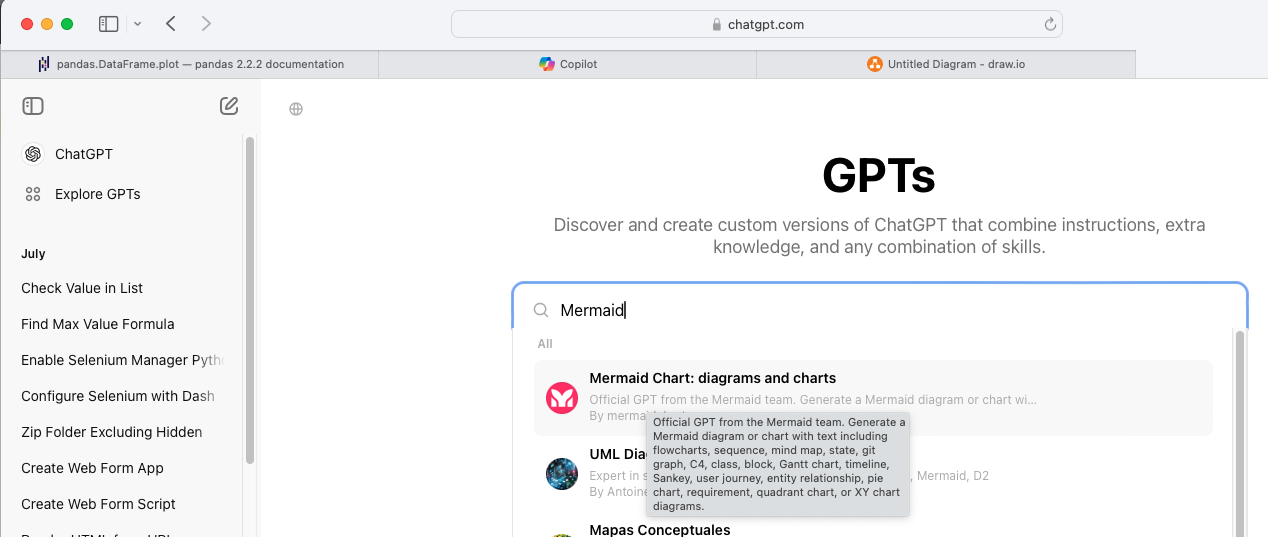 chatgpt.com
pandas.DataFrame.plot — pandas 2.2.2 documentation
Copilot
Untitled Diagram - draw.io
ChatGPT
Explore GPTs
July
Check Value in List
Find Max Value Formula
Enable Selenium Manager Pyth
Configure Selenium with Dash
Zip Folder Excluding Hidden
Create Web Form App
Create Web Form Script
GPTs
Discover and create custom versions of ChatGPT that combine instructions, extra
knowledge, and any combination of skills.
Mermaid
All
Mermaid Chart: diagrams and charts
Official GPT from the Mermaid team. Generate a Mermaid diagram or chart wi...
By
Official GPT from the Mermaid team. Generate a
Mermaid diagram or chart with text including
flowcharts, sequence, mind map, state, git
graph, C4, class, block, Gantt chart, timeline,
Sankey, user journey, entity relationship, pie
chart, requirement, quadrant chart, or XY chart
diagrams.
UML Dia
Expert in s , Mermaid, D2
By Antoine
Mapas Conceptuales